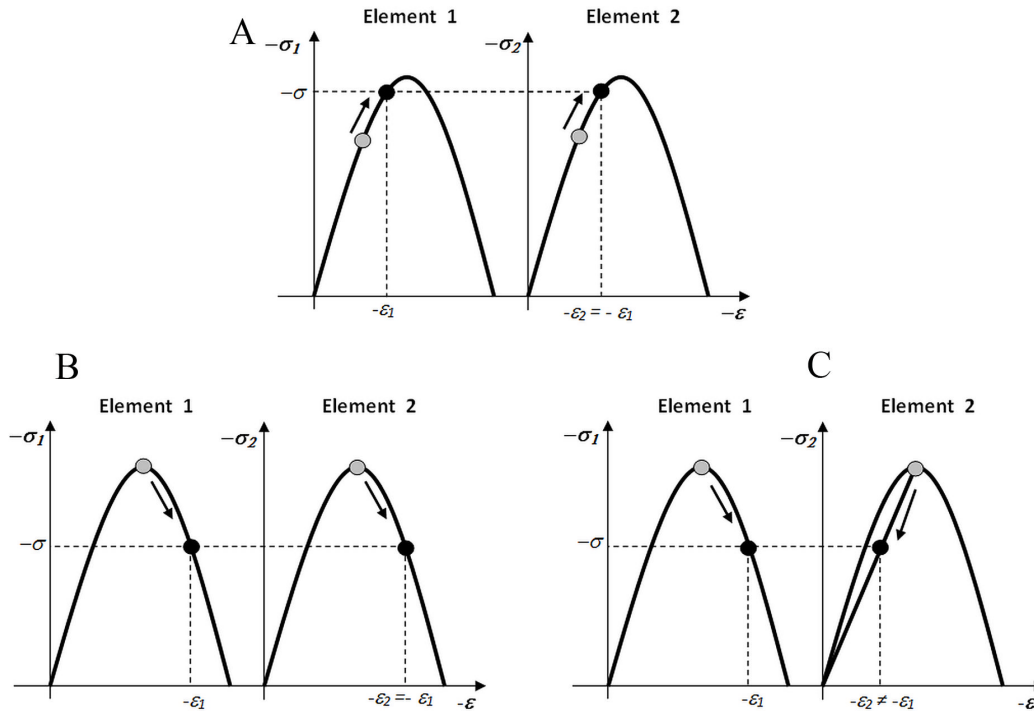 A
Element 1
Element 2
−σ1
−σ2
−σ
-ε1
-ε2 = - ε1
−ε
B
C
Element 1
Element 2
Element 1
Element 2
−σ1
−σ2
−σ1
−σ2
−σ
−σ
-ε1
-ε2 =- ε1
-ε
-ε1
-ε2 ≠ -ε1
-ε